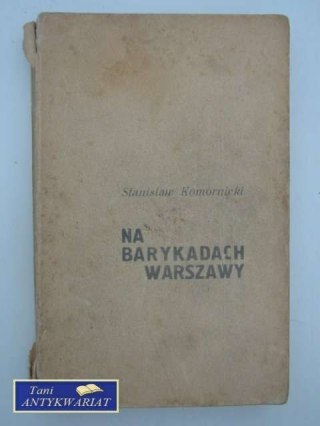 Stanisław Komornicki
NA
BARYKADACH
WARSZAWY
Tani
ANTYKWARIAT